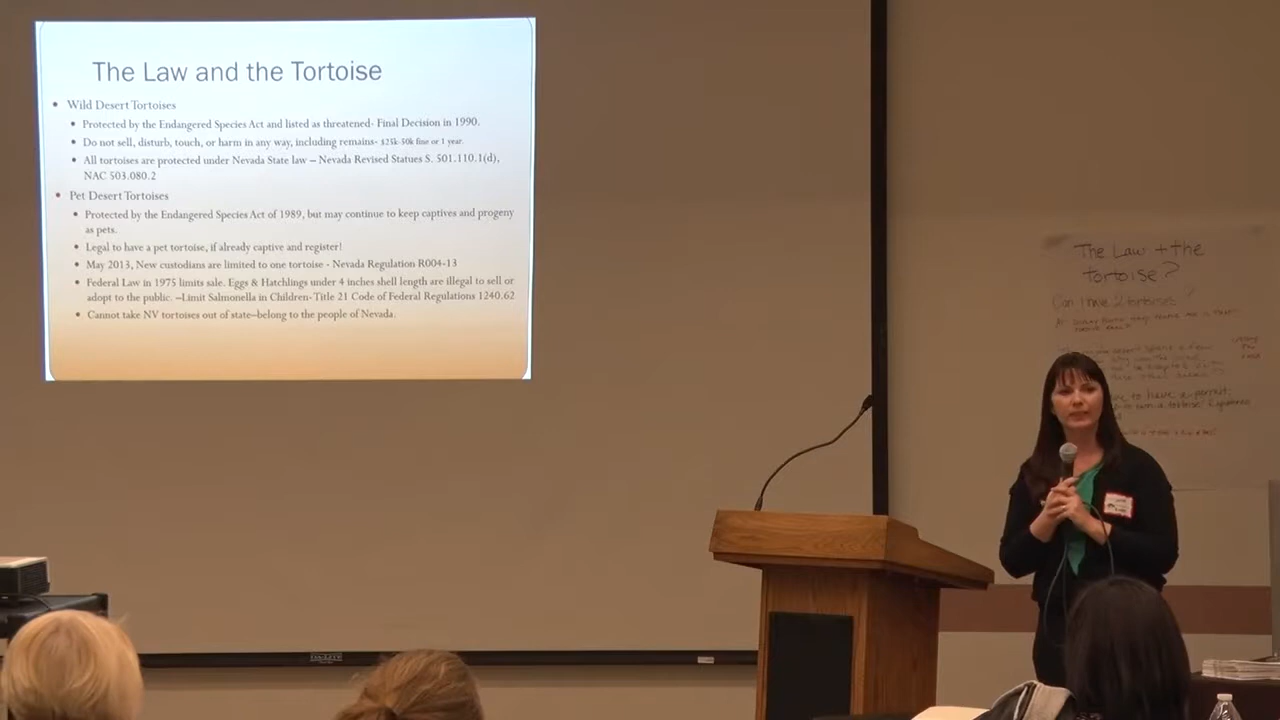 The Law and the Tortoise
• Wild Desert Tortoises
• Protected by the Endangered Species Act and listed as threatened- Final Decision in 1990.
• Do not sell, disturb, touch, or harm in any way, including remains- $25k-50k fine or 1 year.
• All tortoises are protected under Nevada State law – Nevada Revised Statues S. 501.110.1(d),
NAC 503.080.2
• Pet Desert Tortoises
• Protected by the Endangered Species Act of 1989, but may continue to keep captives and progeny
as pets.
• Legal to have a pet tortoise, if already captive and register!
• May 2013, New custodians are limited to one tortoise - Nevada Regulation R004-13
• Federal Law in 1975 limits sale. Eggs & Hatchlings under 4 inches shell length are illegal to sell or
adopt to the public. –Limit Salmonella in Children- Title 21 Code of Federal Regulations 1240.62
• Cannot take NV tortoises out of state–belong to the people of Nevada.
The Law + the
tortoise?
Can I have 2 tortoises?
to have a permit